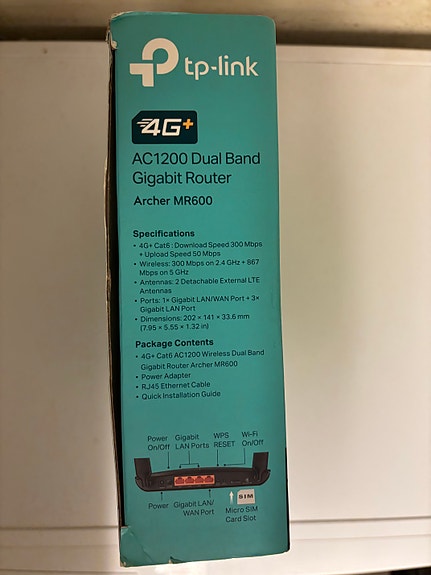 tp-link
4G+
AC1200 Dual Band
Gigabit Router
Archer MR600
Specifications
• 4G+ Cat6 : Download Speed 300 Mbps
+ Upload Speed 50 Mbps
• Wireless: 300 Mbps on 2.4 GHz + 867
Mbps on 5 GHz
• Antennas: 2 Detachable External LTE
Antennas
• Ports: 1× Gigabit LAN/WAN Port + 3×
Gigabit LAN Port
• Dimensions: 202 × 141 × 33.6 mm
(7.95 × 5.55 × 1.32 in)
Package Contents
• 4G+ Cat6 AC1200 Wireless Dual Band
Gigabit Router Archer MR600
• Power Adapter
• RJ45 Ethernet Cable
• Quick Installation Guide
Power Gigabit WPS Wi-Fi
On/Off LAN Ports RESET On/Off
SIM
Power Gigabit LAN/ Micro SIM
WAN Port Card Slot